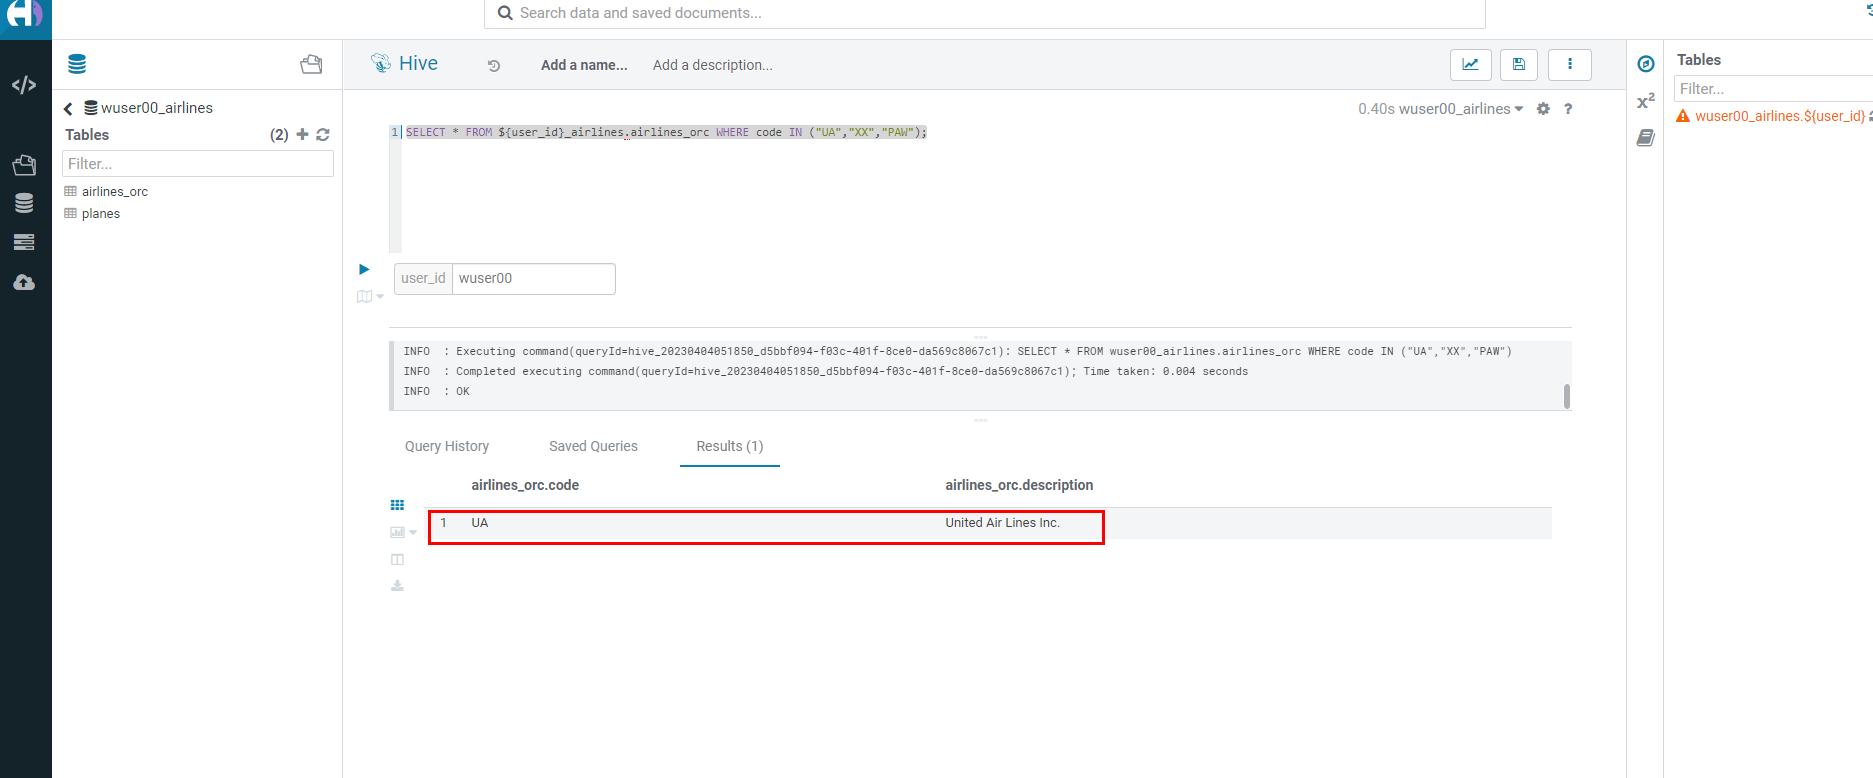 Search data and saved documents...
wuser00_airlines
Tables (2)
Filter...
airlines_orc
planes
Hive
Add a name...
Add a description...
0.40s wuser00_airlines ?
1 SELECT * FROM ${user_id}_airlines.airlines_orc WHERE code IN ("UA","XX","PAW");
user_id wuser00
INFO : Executing command(queryId=hive_20230404051850_d5bbf094-f03c-401f-8ce0-da569c8067c1): SELECT * FROM wuser00_airlines.airlines_orc WHERE code IN ("UA","XX","PAW")
INFO : Completed executing command(queryId=hive_20230404051850_d5bbf094-f03c-401f-8ce0-da569c8067c1); Time taken: 0.004 seconds
INFO : OK
Query History Saved Queries Results (1)
airlines_orc.code airlines_orc.description
1 UA United Air Lines Inc.
x²
Tables
Filter...
wuser00_airlines.${user_id}